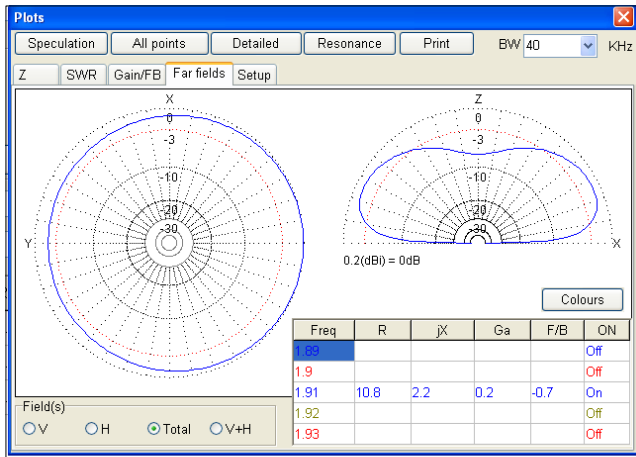 Plots
Speculation All points Detailed Resonance Print BW 40 KHz
Z SWR Gain/FB Far fields Setup
X
0
-3
-10
-20
-30
Y
Z
0
-3
-10
-20
-30
X
0.2(dBi) = 0dB
Colours
Freq R jX Ga F/B ON
1.89 Off
1.9 Off
1.91 10.8 2.2 0.2 -0.7 On
1.92 Off
1.93 Off
Field(s)
V H Total V+H